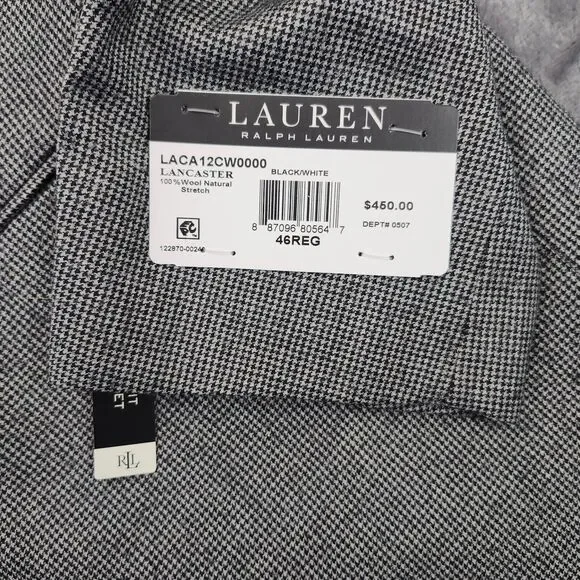 LAUREN
RALPH LAUREN
LACA12CW0000
LANCASTER
100%Wool Natural
Stretch
BLACK/WHITE
8 87096 80564 7
46REG
$450.00
DEPT# 0507
RLL